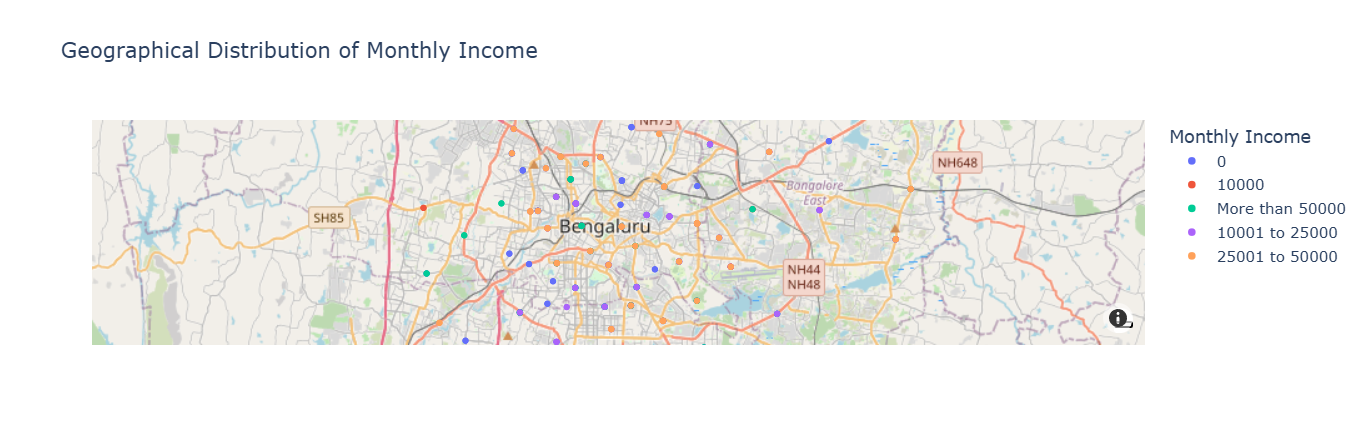 Geographical Distribution of Monthly Income
NH75
Monthly Income
0
NH648
10000
Bangalore
East
More than 50000
SH85
Bengaluru
10001 to 25000
25001 to 50000
NH44
NH48